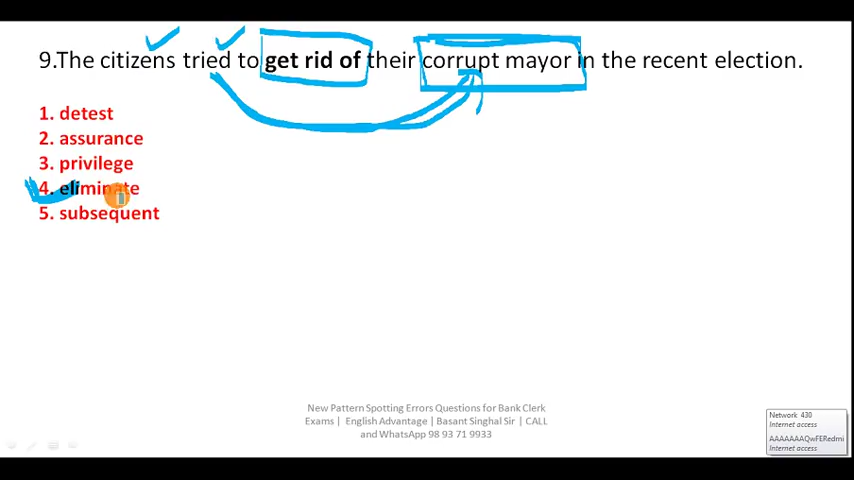 9.The citizens tried to get rid of their corrupt mayor in the recent election.
1. detest
2. assurance
3. privilege
4. eliminate
5. subsequent
New Pattern Spotting Errors Questions for Bank Clerk
Exams | English Advantage | Basant Singhal Sir | CALL
and WhatsApp 98 93 71 9933
Network 430
Internet access
AAAAAAAQwFERedmi
Internet access